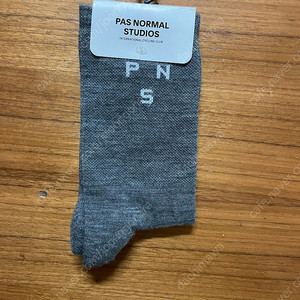 PAS NORMAL
STUDIOS
INTERNATIONAL CYCLING CLUB
P N
S